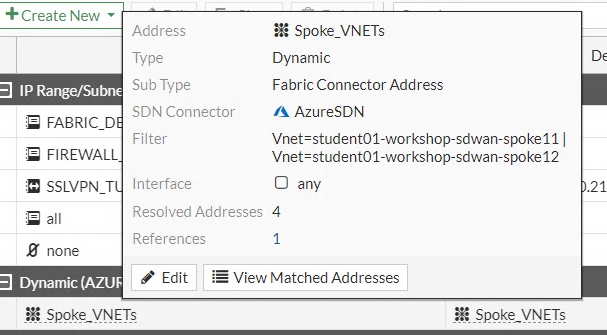 Create New
Address Spoke_VNETs
Type Dynamic
Sub Type Fabric Connector Address
SDN Connector AzureSDN
Filter Vnet=student01-workshop-sdwan-spoke11 |
Vnet=student01-workshop-sdwan-spoke12
Interface any
Resolved Addresses 4
References 1
Edit View Matched Addresses
De
IP Range/Subne
FABRIC_DE
FIREWALL_
SSLVPN_TU
0.21
all
none
Dynamic (AZUR
Spoke_VNETs Spoke_VNETs